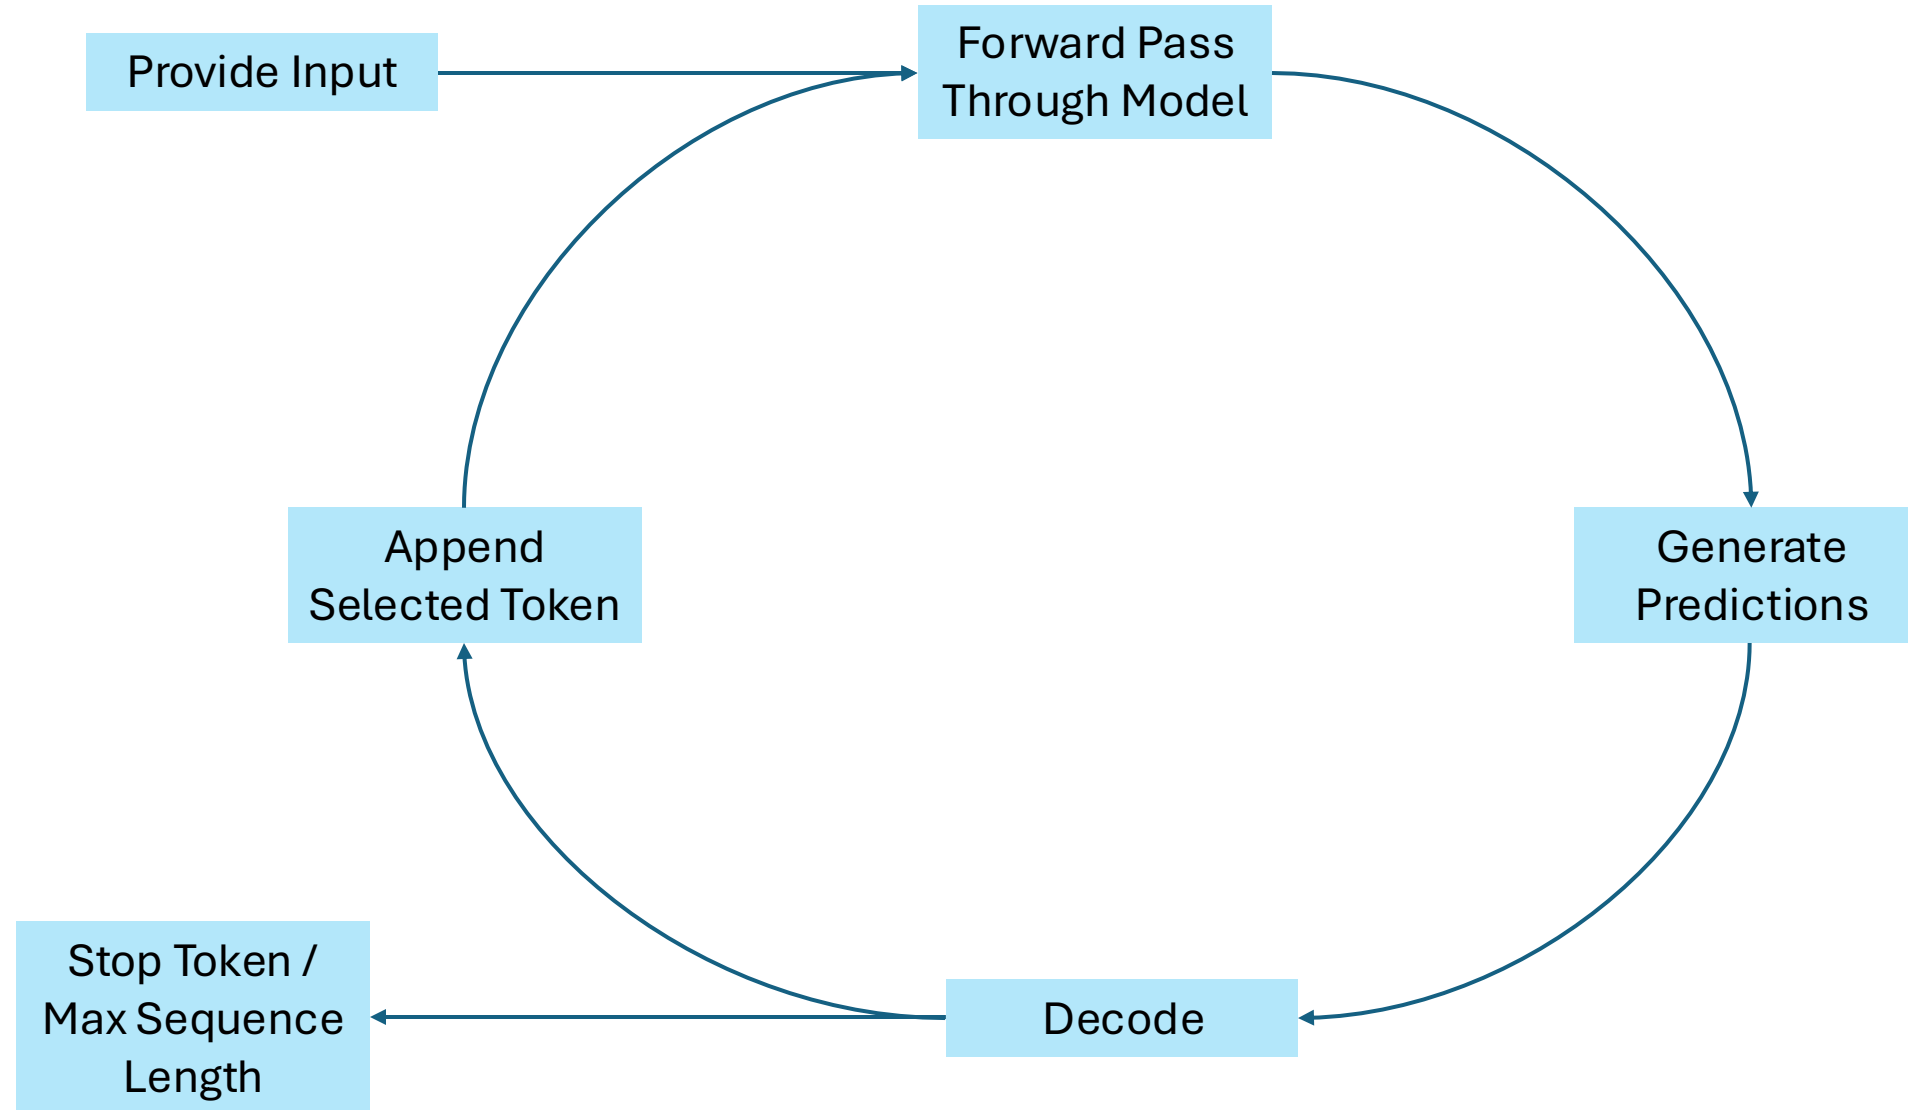 Provide Input
Forward Pass
Through Model
Append
Selected Token
Generate
Predictions
Stop Token /
Max Sequence
Length
Decode